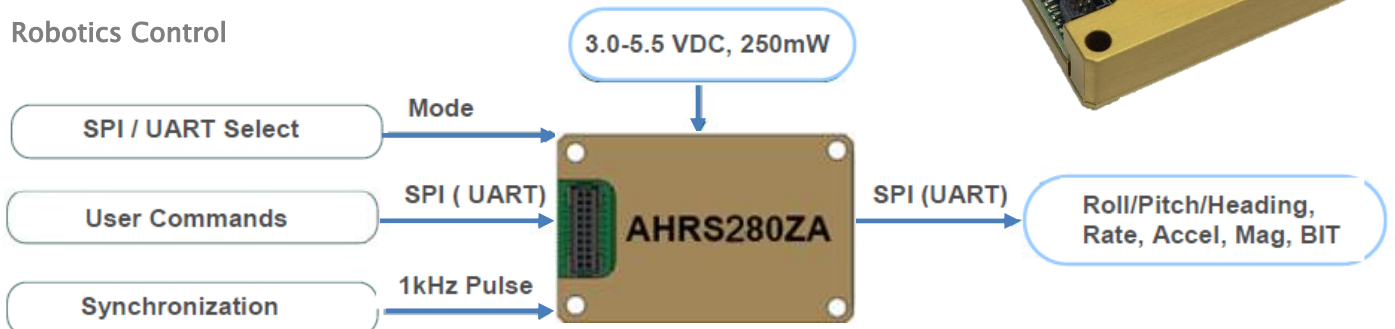 Robotics Control
3.0-5.5 VDC, 250mW
SPI / UART Select
Mode
User Commands
SPI ( UART)
Synchronization
1kHz Pulse
AHRS280ZA
SPI (UART)
Roll/Pitch/Heading,
Rate, Accel, Mag, BIT